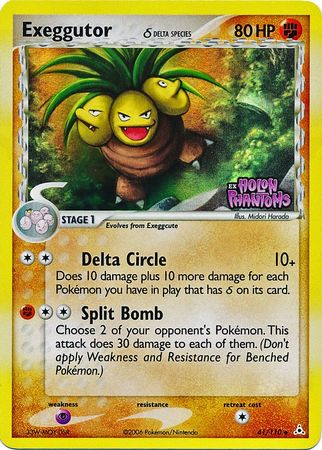 Exeggutor δ DELTA SPECIES 80 HP
EX HOLON PHANTOMS
Illus. Midori Harada
STAGE 1
Evolves from Exeggcute
Delta Circle 10+
Does 10 damage plus 10 more damage for each
Pokémon you have in play that has δ on its card.
Split Bomb
Choose 2 of your opponent's Pokémon. This
attack does 30 damage to each of them. (Don't
apply Weakness and Resistance for Benched
Pokémon.)
weakness resistance retreat cost
©2006 Pokémon/Nintendo 41/110